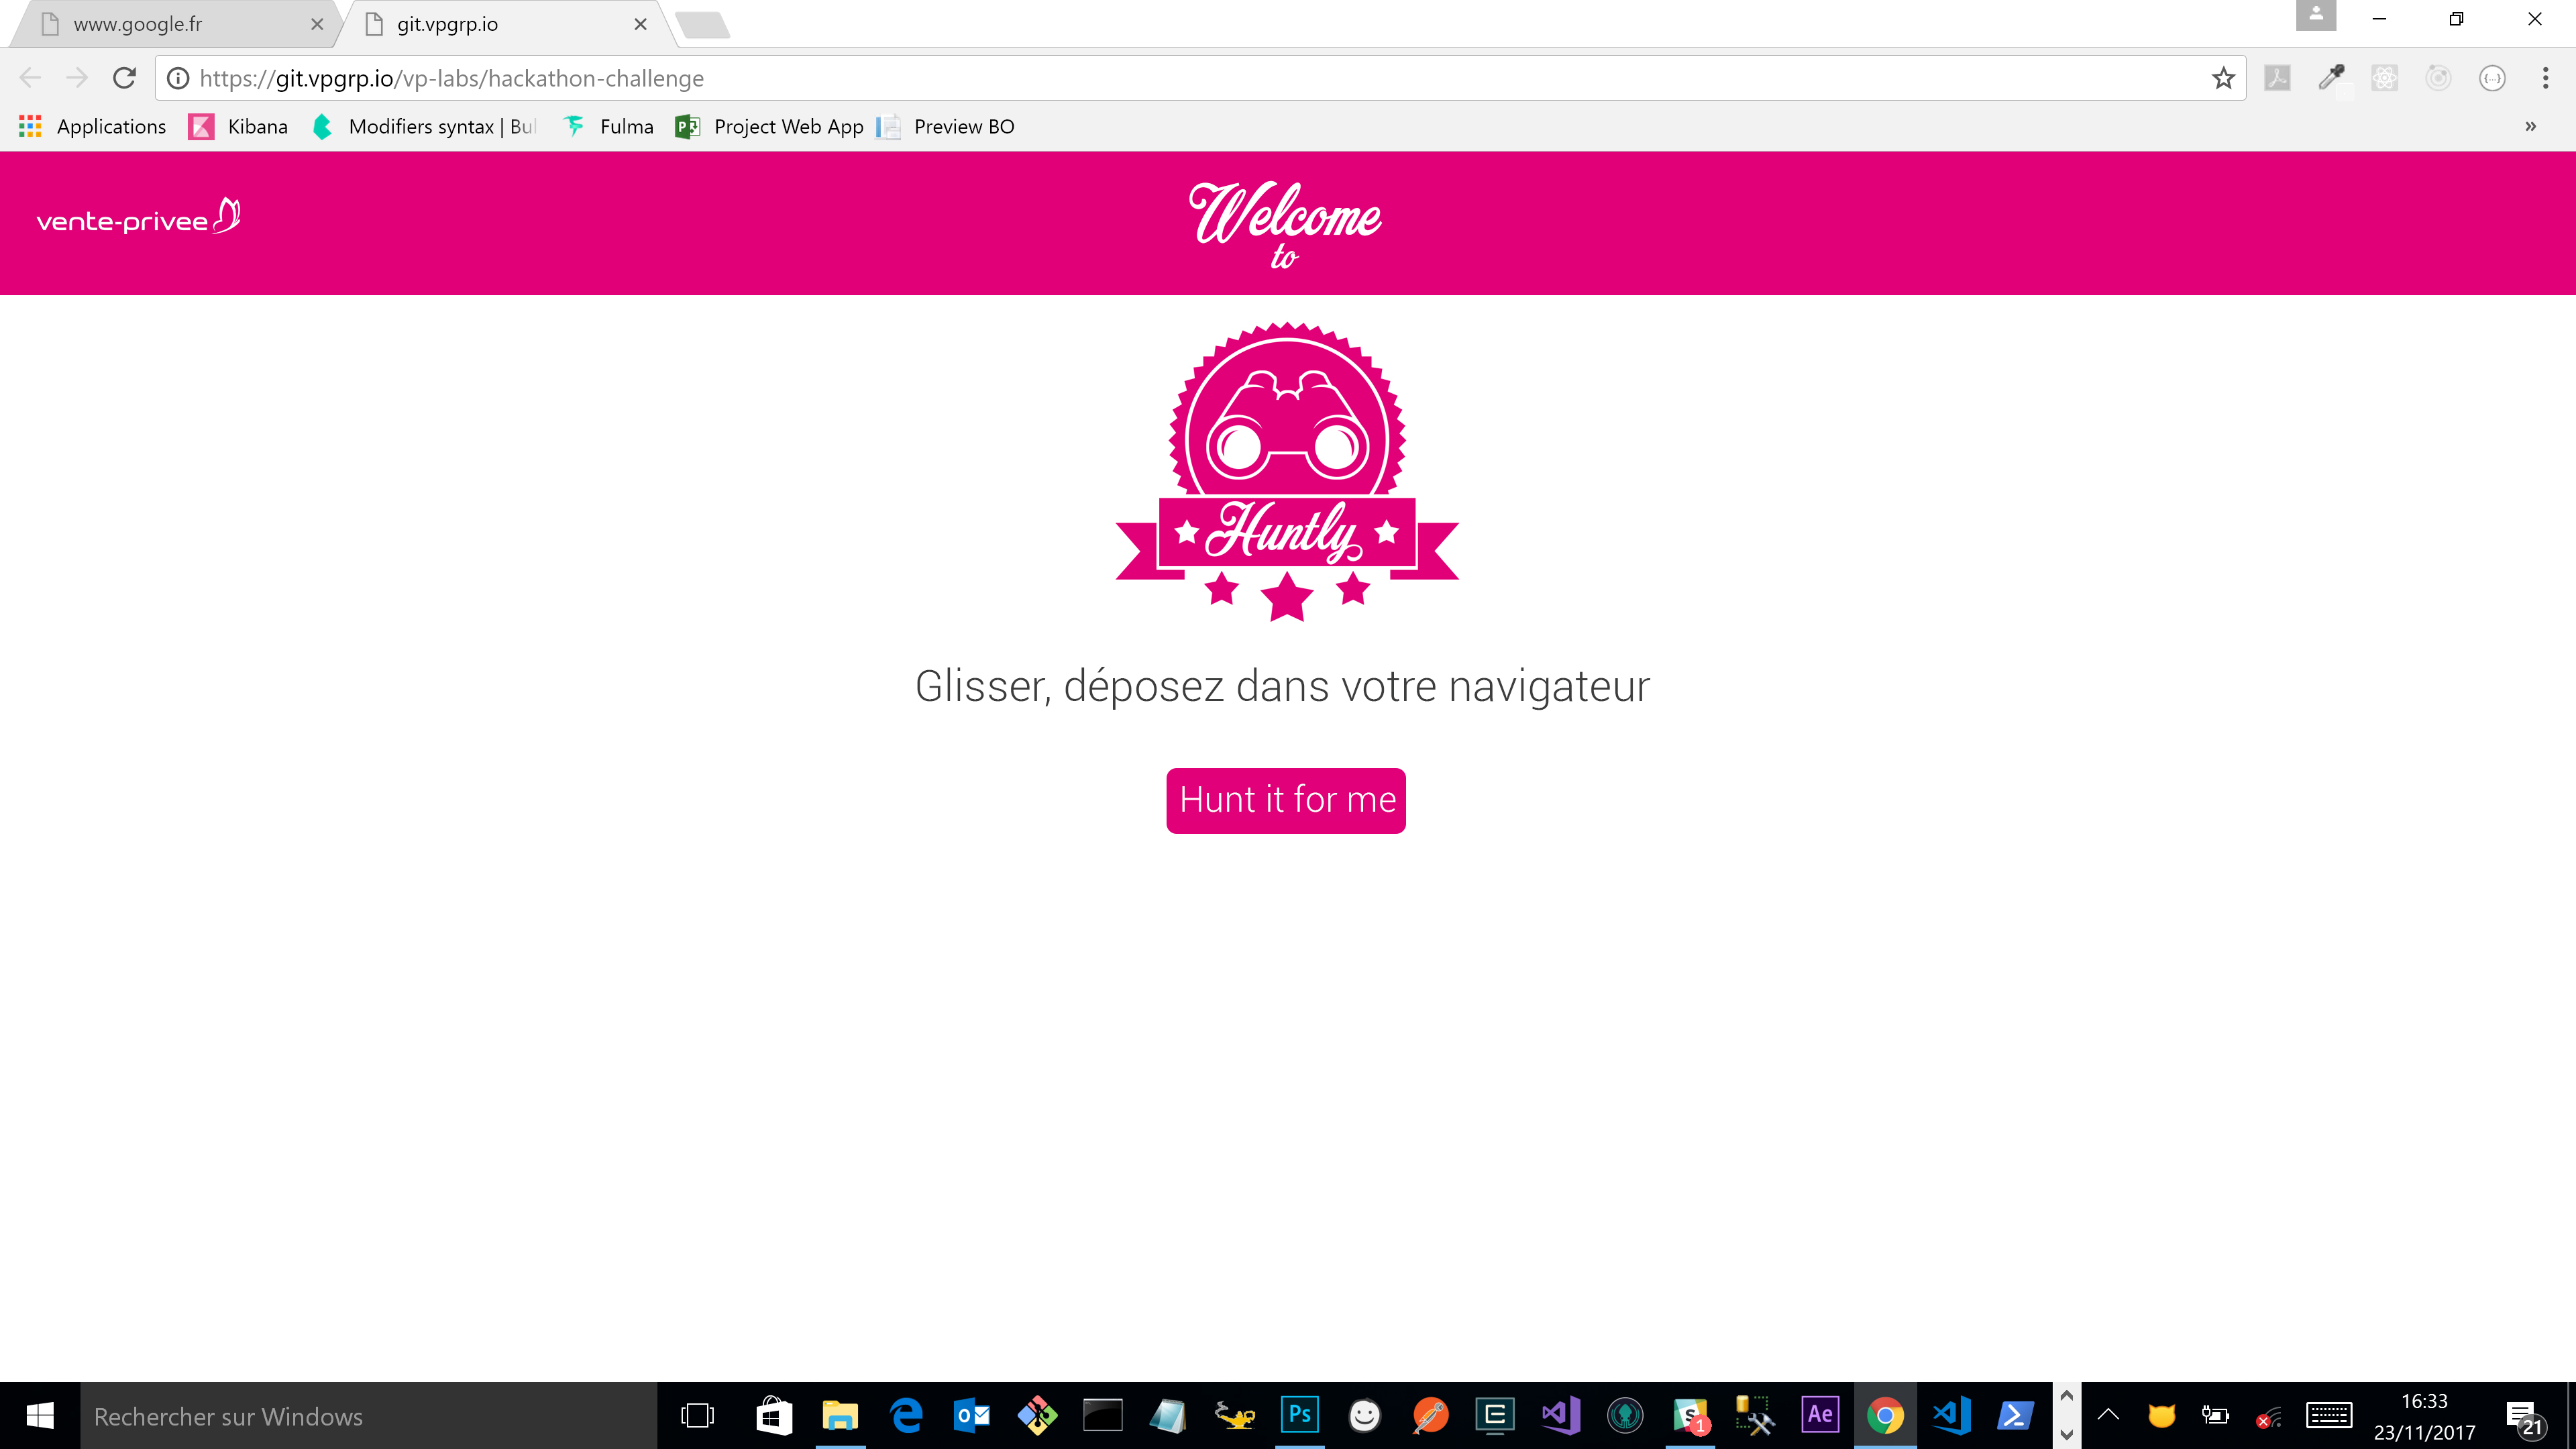 www.google.fr
git.vpgrp.io
https://git.vpgrp.io/vp-labs/hackathon-challenge
Applications
Kibana
Modifiers syntax | Bul
Fulma
Project Web App
Preview BO
»
vente-privee
Welcome
to
Huntly
Glisser, déposez dans votre navigateur
Hunt it for me
Rechercher sur Windows
Ps
1
Ae
16:33
23/11/2017
21